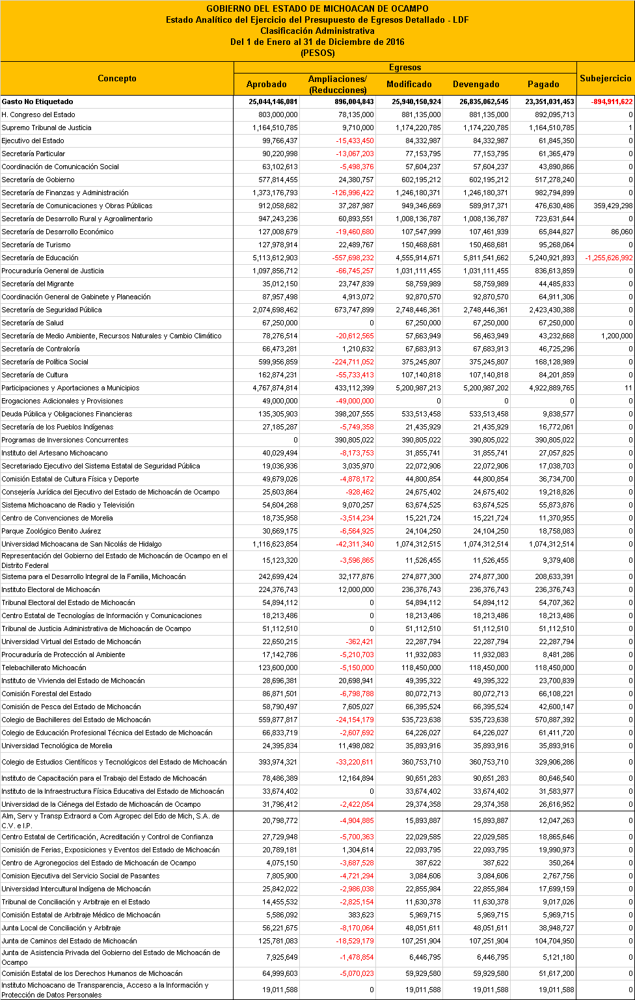 GOBIERNO DEL ESTADO DE MICHOACAN DE OCAMPO
Estado Analítico del Ejercicio del Presupuesto de Egresos Detallado - LDF
Clasificación Administrativa
Del 1 de Enero al 31 de Diciembre de 2016
(PESOS)
Concepto Egresos Subejercicio
Aprobado Ampliaciones/ (Reducciones) Modificado Devengado Pagado
Gasto No Etiquetado 25,044,146,081 896,004,843 25,940,150,924 26,835,062,545 23,351,031,453 -894,911,622
H. Congreso del Estado 803,000,000 78,135,000 881,135,000 881,135,000 892,095,713 0
Supremo Tribunal de Justicia 1,164,510,785 9,710,000 1,174,220,785 1,174,220,785 1,164,510,785 1
Ejecutivo del Estado 99,766,437 -15,433,450 84,332,987 84,332,987 61,845,350 0
Secretaría Particular 90,220,998 -13,067,203 77,153,795 77,153,795 61,365,479 0
Coordinación de Comunicación Social 63,102,613 -5,498,376 57,604,237 57,604,237 43,890,866 0
Secretaría de Gobierno 577,814,455 24,380,757 602,195,212 602,195,212 517,278,240 0
Secretaría de Finanzas y Administración 1,373,176,793 -126,996,422 1,246,180,371 1,246,180,371 982,794,899 0
Secretaría de Comunicaciones y Obras Públicas 912,058,682 37,287,987 949,346,669 589,917,371 476,630,486 359,429,298
Secretaría de Desarrollo Rural y Agroalimentario 947,243,236 60,893,551 1,008,136,787 1,008,136,787 723,631,644 0
Secretaría de Desarrollo Económico 127,008,679 -19,460,680 107,547,999 107,461,939 65,844,827 86,060
Secretaría de Turismo 127,978,914 22,489,767 150,468,681 150,468,681 95,268,064 0
Secretaría de Educación 5,113,612,903 -557,698,232 4,555,914,671 5,811,541,662 5,240,921,893 -1,255,626,992
Procuraduría General de Justicia 1,097,856,712 -66,745,257 1,031,111,455 1,031,111,455 836,613,859 0
Secretaría del Migrante 35,012,150 23,747,839 58,759,989 58,759,989 44,485,833 0
Coordinación General de Gabinete y Planeación 87,957,498 4,913,072 92,870,570 92,870,570 64,911,306 0
Secretaría de Seguridad Pública 2,074,698,462 673,747,899 2,748,446,361 2,748,446,361 2,423,430,388 0
Secretaría de Salud 67,250,000 0 67,250,000 67,250,000 67,250,000 0
Secretaría de Medio Ambiente, Recursos Naturales y Cambio Climático 78,276,514 -20,612,565 57,663,949 56,463,949 43,232,668 1,200,000
Secretaría de Contraloría 66,473,281 1,210,632 67,683,913 67,683,913 46,725,296 0
Secretaría de Política Social 599,956,859 -224,711,052 375,245,807 375,245,807 168,128,989 0
Secretaría de Cultura 162,874,231 -55,733,413 107,140,818 107,140,818 84,201,859 0
Participaciones y Aportaciones a Municipios 4,767,874,814 433,112,399 5,200,987,213 5,200,987,202 4,922,889,765 11
Erogaciones Adicionales y Provisiones 49,000,000 -49,000,000 0 0 0 0
Deuda Pública y Obligaciones Financieras 135,305,903 398,207,555 533,513,458 533,513,458 9,838,577 0
Secretaría de los Pueblos Indígenas 27,185,287 -5,749,358 21,435,929 21,435,929 16,772,061 0
Programas de Inversiones Concurrentes 0 390,805,022 390,805,022 390,805,022 390,805,022 0
Instituto del Artesano Michoacano 40,029,494 -8,173,753 31,855,741 31,855,741 27,057,825 0
Secretariado Ejecutivo del Sistema Estatal de Seguridad Pública 19,036,936 3,035,970 22,072,906 22,072,906 17,038,703 0
Comisión Estatal de Cultura Física y Deporte 49,679,026 -4,878,172 44,800,854 44,800,854 36,734,700 0
Consejería Jurídica del Ejecutivo del Estado de Michoacán de Ocampo 25,603,864 -928,462 24,675,402 24,675,402 19,218,826 0
Sistema Michoacano de Radio y Televisión 54,604,268 9,070,257 63,674,525 63,674,525 55,873,876 0
Centro de Convenciones de Morelia 18,735,958 -3,514,234 15,221,724 15,221,724 11,370,955 0
Parque Zoológico Benito Juárez 30,669,175 -6,564,925 24,104,250 24,104,250 18,758,083 0
Universidad Michoacana de San Nicolás de Hidalgo 1,116,623,854 -42,311,340 1,074,312,515 1,074,312,514 1,074,312,514 0
Representación del Gobierno del Estado de Michoacán de Ocampo en el
Distrito Federal 15,123,320 -3,596,865 11,526,455 11,526,455 9,379,408 0
Sistema para el Desarrollo Integral de la Familia, Michoacán 242,699,424 32,177,876 274,877,300 274,877,300 208,633,391 0
Instituto Electoral de Michoacán 224,376,743 12,000,000 236,376,743 236,376,743 236,376,743 0
Tribunal Electoral del Estado de Michoacán 54,894,112 0 54,894,112 54,894,112 54,707,362 0
Centro Estatal de Tecnologías de Información y Comunicaciones 18,213,486 0 18,213,486 18,213,486 18,213,486 0
Tribunal de Justicia Administrativa de Michoacán de Ocampo 51,112,510 0 51,112,510 51,112,510 51,112,510 0
Universidad Virtual del Estado de Michoacán 22,650,215 -362,421 22,287,794 22,287,794 22,287,794 0
Procuraduría de Protección al Ambiente 17,142,786 -5,210,703 11,932,083 11,932,083 8,481,286 0
Telebachillerato Michoacán 123,600,000 -5,150,000 118,450,000 118,450,000 118,450,000 0
Instituto de Vivienda del Estado de Michoacán 28,696,381 20,698,941 49,395,322 49,395,322 23,700,839 0
Comisión Forestal del Estado 86,871,501 -6,798,788 80,072,713 80,072,713 66,108,221 0
Comisión de Pesca del Estado de Michoacán 58,790,497 7,605,027 66,395,524 66,395,524 42,600,147 0
Colegio de Bachilleres del Estado de Michoacán 559,877,817 -24,154,179 535,723,638 535,723,638 570,887,392 0
Colegio de Educación Profesional Técnica del Estado de Michoacán 66,833,719 -2,607,692 64,226,027 64,226,027 61,411,720 0
Universidad Tecnológica de Morelia 24,395,834 11,498,082 35,893,916 35,893,916 35,893,916 0
Colegio de Estudios Científicos y Tecnológicos del Estado de Michoacán 393,974,321 -33,220,611 360,753,710 360,753,710 329,906,286 0
Instituto de Capacitación para el Trabajo del Estado de Michoacán 78,486,389 12,164,894 90,651,283 90,651,283 80,646,540 0
Instituto de la Infraestructura Física Educativa del Estado de Michoacán 33,674,402 0 33,674,402 33,674,402 31,583,977 0
Universidad de la Ciénega del Estado de Michoacán de Ocampo 31,796,412 -2,422,054 29,374,358 29,374,358 26,616,952 0
Alm, Serv y Transp Extraord a Com Agropec del Edo de Mich, S.A. de
C.V. e I.P. 20,798,772 -4,904,885 15,893,887 15,893,887 12,047,263 0
Centro Estatal de Certificación, Acreditación y Control de Confianza 27,729,948 -5,700,363 22,029,585 22,029,585 18,865,646 0
Comisión de Ferias, Exposiciones y Eventos del Estado de Michoacán 20,789,181 1,304,614 22,093,795 22,093,795 19,990,973 0
Centro de Agronegocios del Estado de Michoacán de Ocampo 4,075,150 -3,687,528 387,622 387,622 350,264 0
Comision Ejecutiva del Servicio Social de Pasantes 7,805,900 -4,721,294 3,084,606 3,084,606 2,767,756 0
Universidad Intercultural Indígena de Michoacán 25,842,022 -2,986,038 22,855,984 22,855,984 17,699,159 0
Tribunal de Conciliación y Arbitraje en el Estado 14,455,532 -2,825,154 11,630,378 11,630,378 9,017,026 0
Comisión Estatal de Arbitraje Médico de Michoacán 5,586,092 383,623 5,969,715 5,969,715 5,969,715 0
Junta Local de Conciliación y Arbitraje 56,221,675 -8,170,064 48,051,611 48,051,611 38,948,727 0
Junta de Caminos del Estado de Michoacán 125,781,083 -18,529,179 107,251,904 107,251,904 104,704,950 0
Junta de Asistencia Privada del Gobierno del Estado de Michoacán de
Ocampo 7,925,649 -1,478,854 6,446,795 6,446,795 5,121,180 0
Comisión Estatal de los Derechos Humanos de Michoacán 64,999,603 -5,070,023 59,929,580 59,929,580 51,617,200 0
Instituto Michoacano de Transparencia, Acceso a la Información y
Protección de Datos Personales 19,011,588 0 19,011,588 19,011,588 19,011,588 0